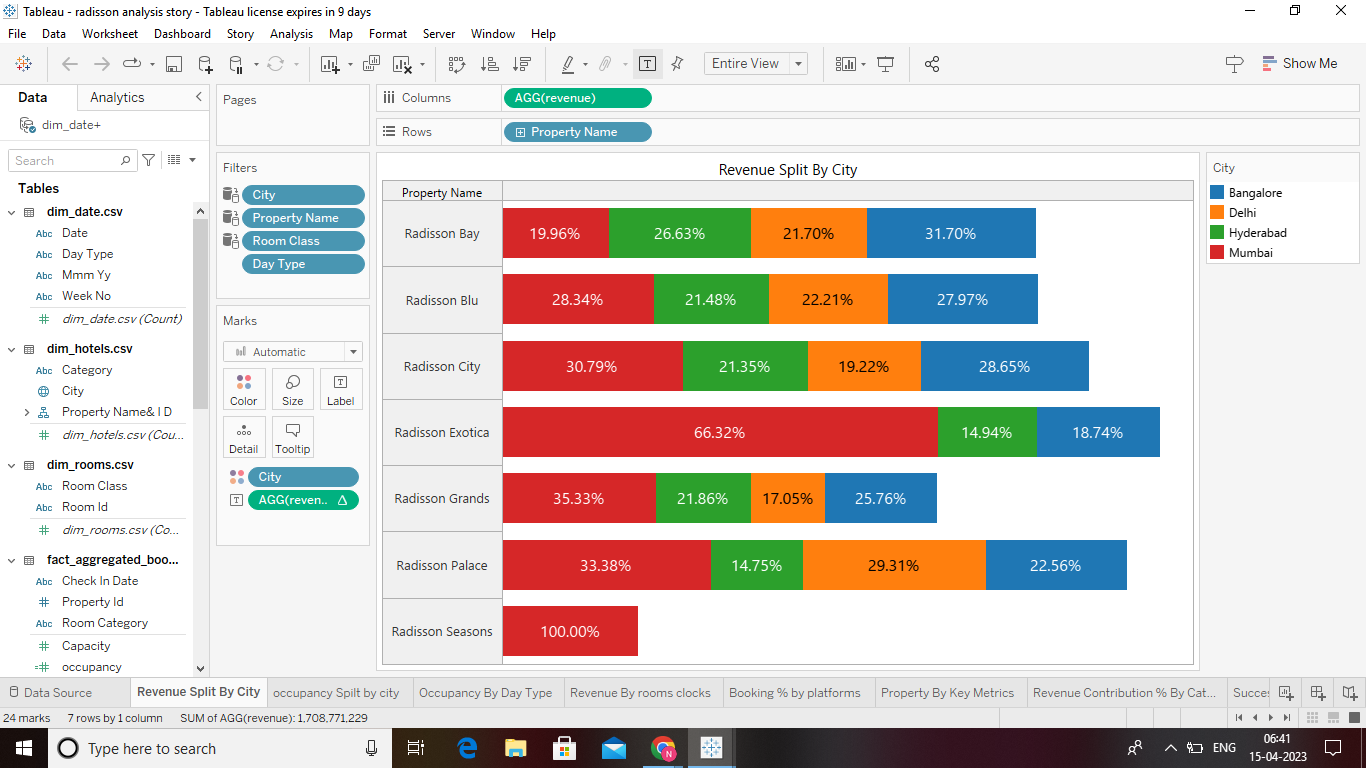 Tableau - radisson analysis story - Tableau license expires in 9 days
File Data Worksheet Dashboard Story Analysis Map Format Server Window Help
Entire View
Show Me
Data Analytics
dim_date+
Search
Tables
dim_date.csv
Abc Date
Abc Day Type
Abc Mmm Yy
Abc Week No
# dim_date.csv (Count)
dim_hotels.csv
Abc Category
City
Property Name& I D
# dim_hotels.csv (Cou...
dim_rooms.csv
Abc Room Class
Abc Room Id
# dim_rooms.csv (Co...
fact_aggregated_boo...
Abc Check In Date
# Property Id
Abc Room Category
# Capacity
=# occupancy
Pages
Filters
City
Property Name
Room Class
Day Type
Marks
Automatic
Color Size Label
Detail Tooltip
City
AGG(reven.. Δ
Columns AGG(revenue)
Rows Property Name
Revenue Split By City
Property Name
Radisson Bay 19.96% 26.63% 21.70% 31.70%
Radisson Blu 28.34% 21.48% 22.21% 27.97%
Radisson City 30.79% 21.35% 19.22% 28.65%
Radisson Exotica 66.32% 14.94% 18.74%
Radisson Grands 35.33% 21.86% 17.05% 25.76%
Radisson Palace 33.38% 14.75% 29.31% 22.56%
Radisson Seasons 100.00%
City
Bangalore
Delhi
Hyderabad
Mumbai
Data Source Revenue Split By City occupancy Spilt by city Occupancy By Day Type Revenue By rooms clocks Booking % by platforms Property By Key Metrics Revenue Contribution % By Cat... Succes
24 marks 7 rows by 1 column SUM of AGG(revenue): 1,708,771,229
Type here to search
N
ENG
06:41
15-04-2023